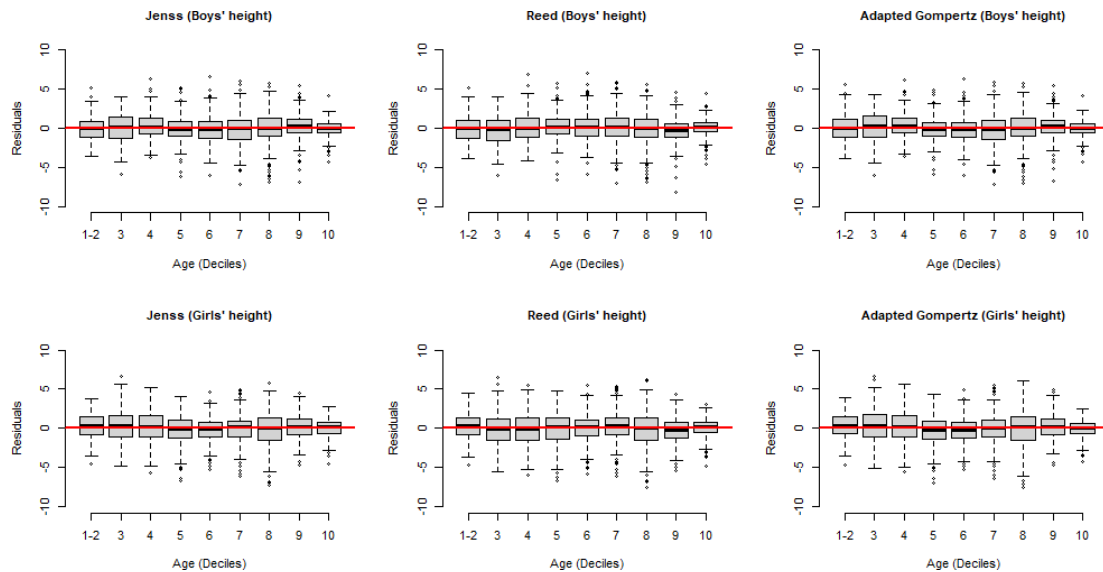 Jenss (Boys' height)
Residuals
10
5
0
-5
-10
1-2 3 4 5 6 7 8 9 10
Age (Deciles)
Reed (Boys' height)
Residuals
10
5
0
-5
-10
1-2 3 4 5 6 7 8 9 10
Age (Deciles)
Adapted Gompertz (Boys' height)
Residuals
10
5
0
-5
-10
1-2 3 4 5 6 7 8 9 10
Age (Deciles)
Jenss (Girls' height)
Residuals
10
5
0
-5
-10
1-2 3 4 5 6 7 8 9 10
Age (Deciles)
Reed (Girls' height)
Residuals
10
5
0
-5
-10
1-2 3 4 5 6 7 8 9 10
Age (Deciles)
Adapted Gompertz (Girls' height)
Residuals
10
5
0
-5
-10
1-2 3 4 5 6 7 8 9 10
Age (Deciles)